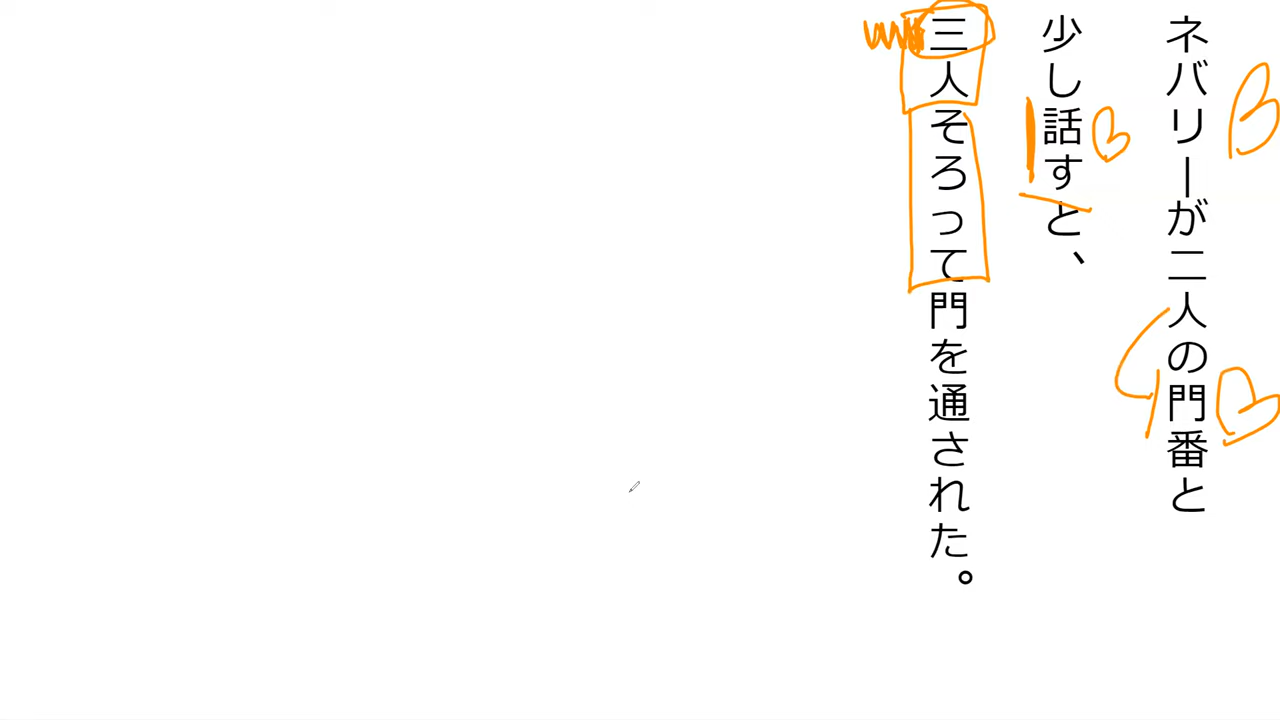 ネバリーが二人の門番と
少し話すと、
三人そろって門を通された。